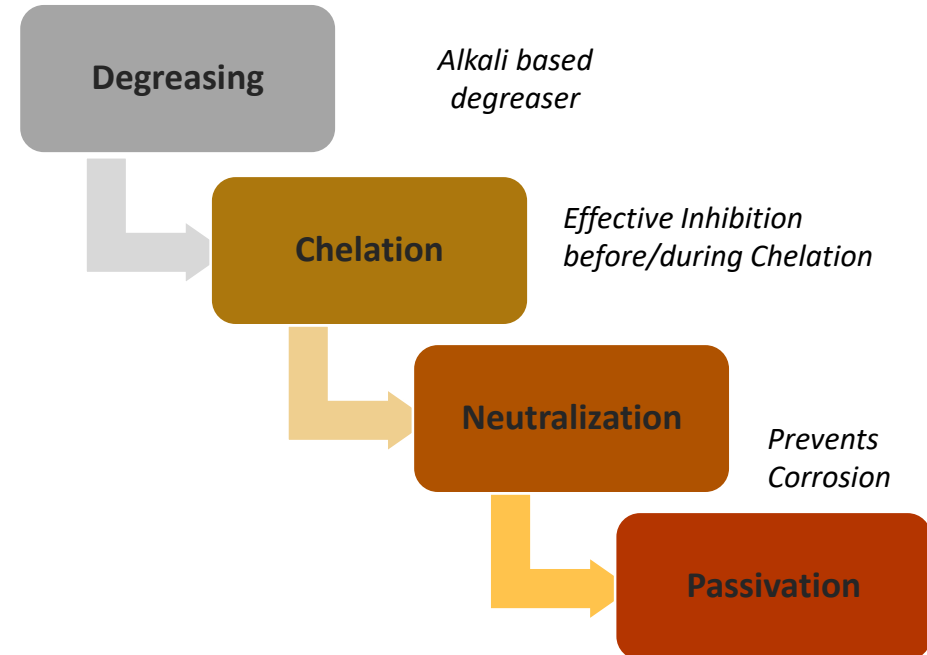 Degreasing
Alkali based
degreaser
Chelation
Effective Inhibition
before/during Chelation
Neutralization
Prevents
Corrosion
Passivation